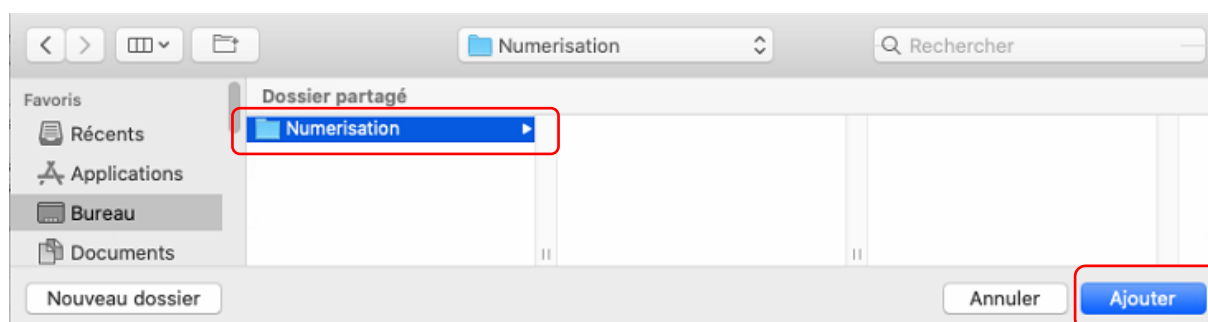 Numerisation
Rechercher
Favoris
Dossier partagé
Récents
Numerisation
Applications
Bureau
Documents
Nouveau dossier
Annuler
Ajouter